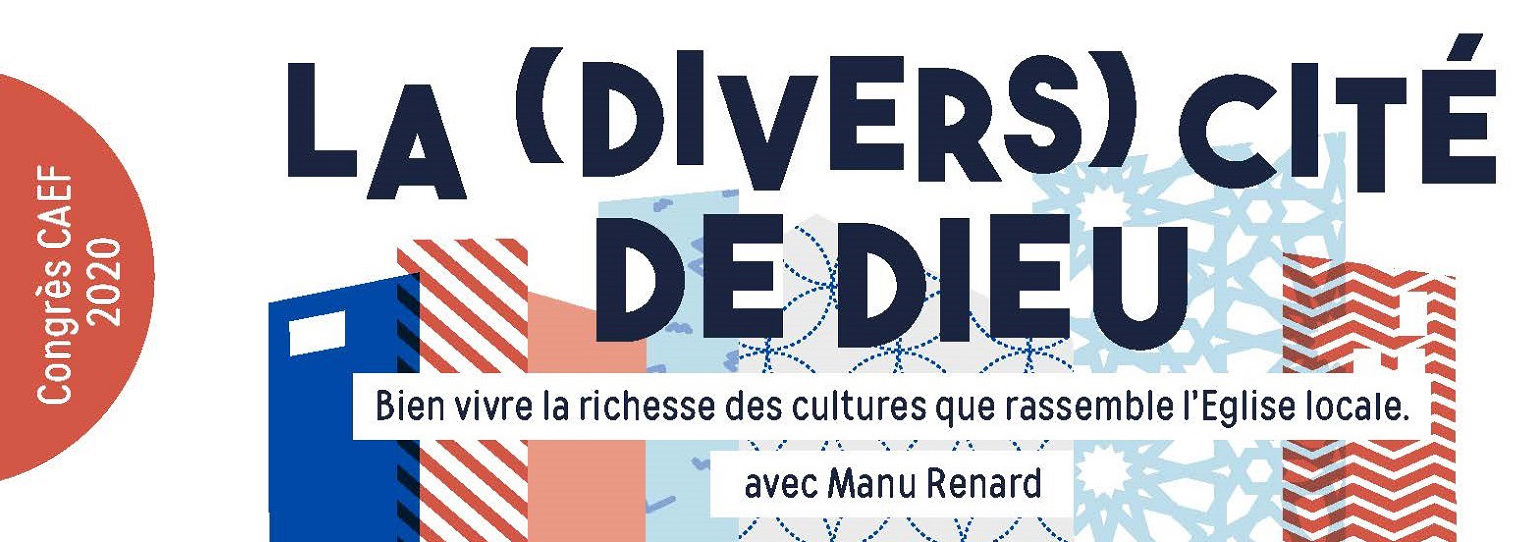 Congrès CAEF
2020
LA (DIVERS) CITÉ
DE DIEU
Bien vivre la richesse des cultures que rassemble l'Eglise locale.
avec Manu Renard